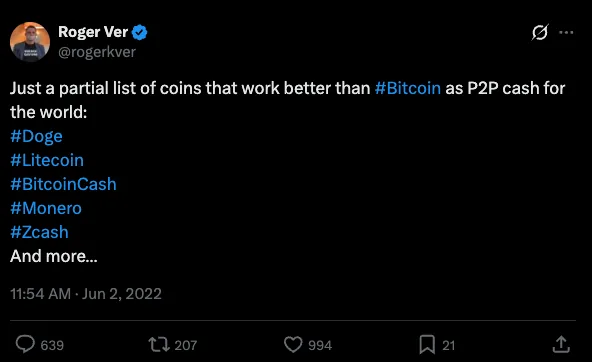 Roger Ver
@rogerkver
Just a partial list of coins that work better than #Bitcoin as P2P cash for
the world:
#Doge
#Litecoin
#BitcoinCash
#Monero
#Zcash
And more...
11:54 AM · Jun 2, 2022
639 207 994 21